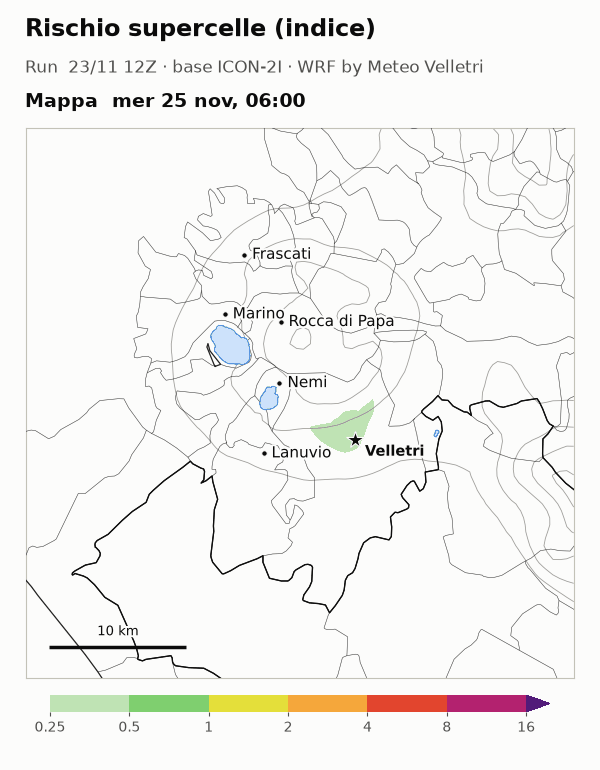 Rischio supercelle (indice)
Run  23/11 12Z · base ICON-2I · WRF by Meteo Velletri
Mappa  mer 25 nov, 06:00
Frascati
Marino
Rocca di Papa
Nemi
Lanuvio
Velletri
10 km
0.25 0.5 1 2 4 8 16